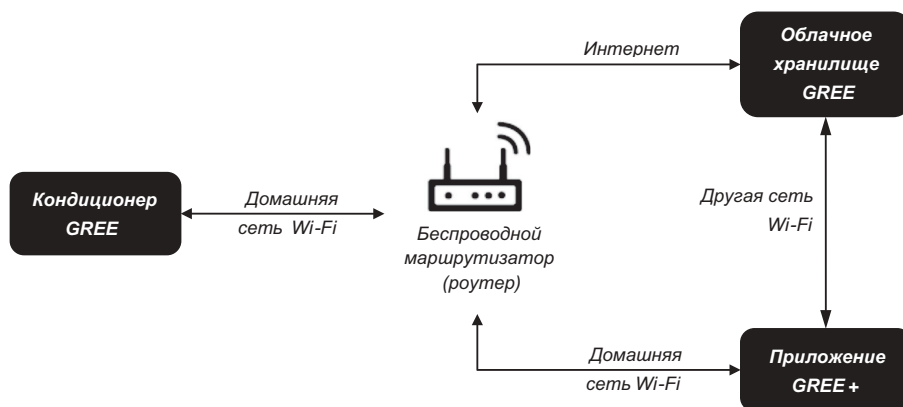 Интернет
Облачное
хранилище
GREE
Кондиционер
GREE
Домашняя
сеть Wi-Fi
Беспроводной
маршрутизатор
(роутер)
Другая сеть
Wi-Fi
Домашняя
сеть Wi-Fi
Приложение
GREE +